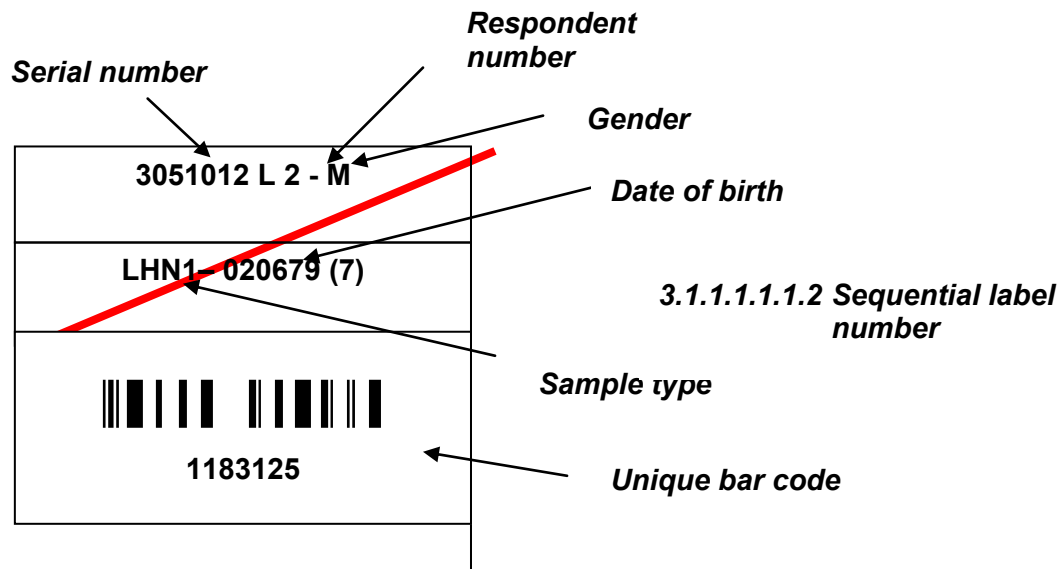 Respondent
number
Serial number
Gender
3051012 L 2 - M
Date of birth
LHN1– 020679 (7)
3.1.1.1.1.1.2 Sequential label
number
Sample type
1183125
Unique bar code